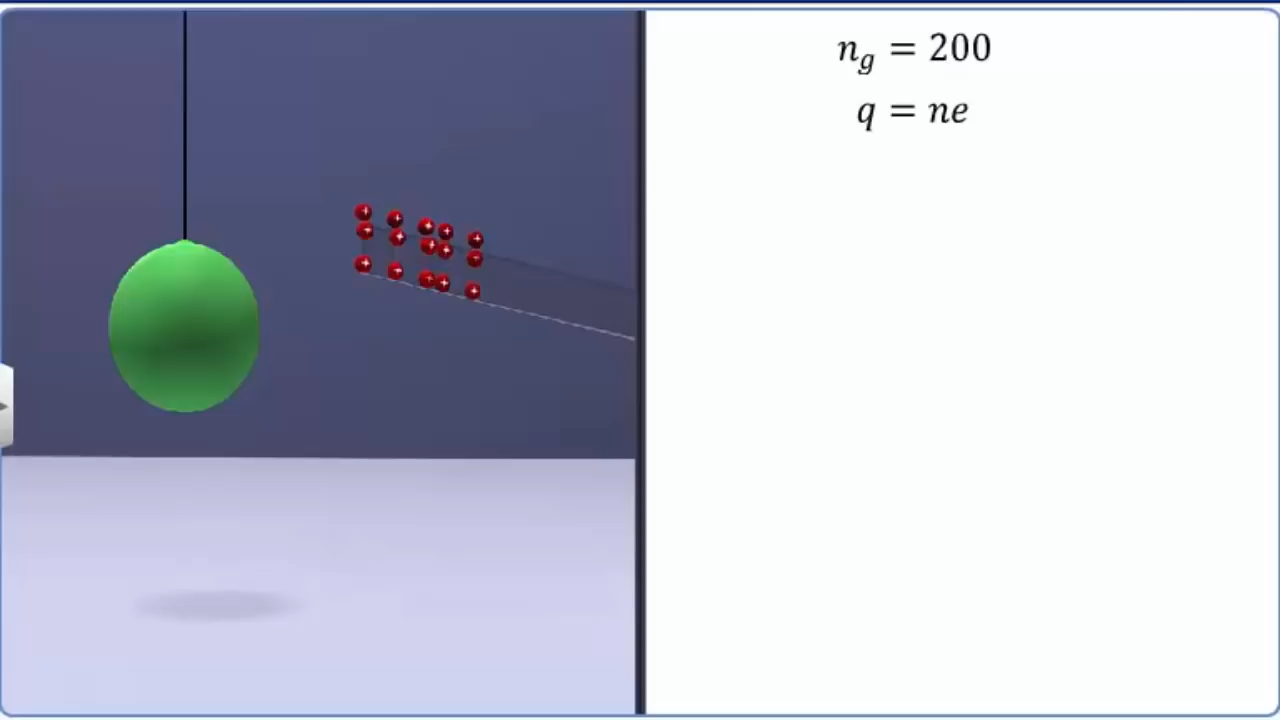 n_g = 200
q = ne